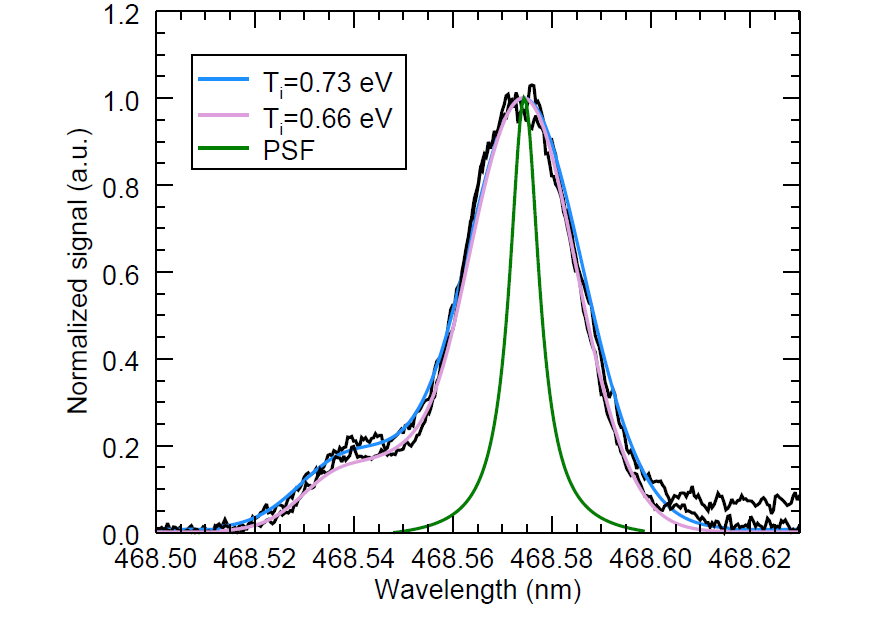 1.2
1.0
0.8
0.6
0.4
0.2
0.0
Normalized signal (a.u.)
Tᵢ=0.73 eV
Tᵢ=0.66 eV
PSF
468.50 468.52 468.54 468.56 468.58 468.60 468.62
Wavelength (nm)